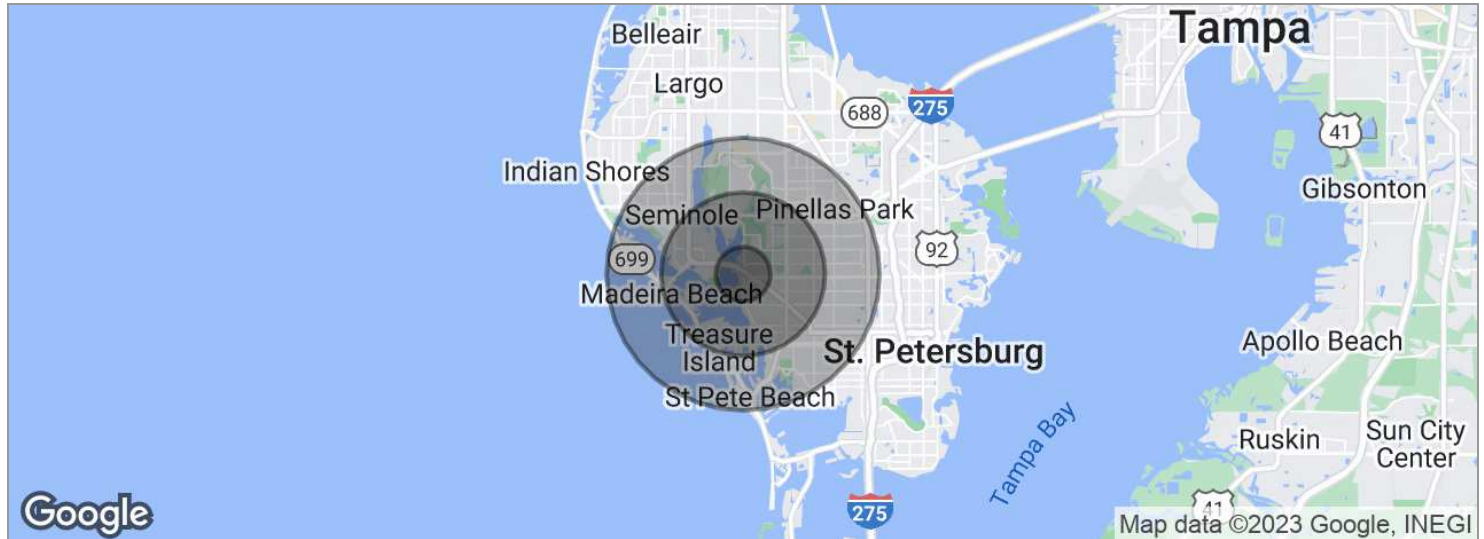 Belleair
Tampa
Largo
688
275
41
Indian Shores
Gibsonton
Seminole
Pinellas Park
699
92
Madeira Beach
Treasure
Island
St. Petersburg
Apollo Beach
St Pete Beach
Ruskin
Sun City
Center
Tampa Bay
275
41
Google
Map data ©2023 Google, INEGI